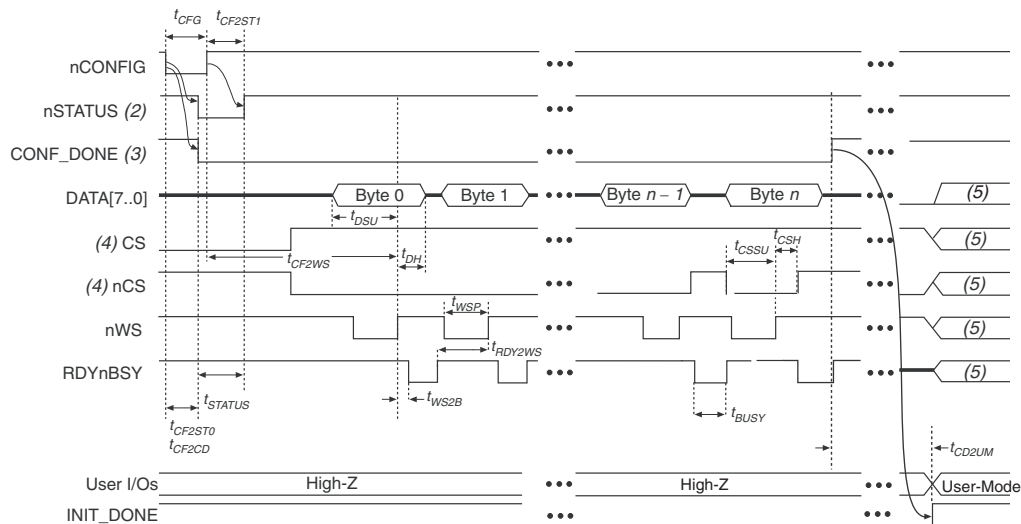 tCFG
tCF2ST1
nCONFIG
nSTATUS (2)
CONF_DONE (3)
DATA[7..0]
Byte 0
Byte 1
Byte n – 1
Byte n
(5)
tDSU
(4) CS
tCF2WS
tDH
tCSSU
tCSH
(5)
(4) nCS
(5)
tWSP
nWS
(5)
tRDY2WS
RDYnBSY
(5)
tSTATUS
tWS2B
tBUSY
tCF2ST0
tCF2CD
tCD2UM
User I/Os
High-Z
High-Z
User-Mode
INIT_DONE